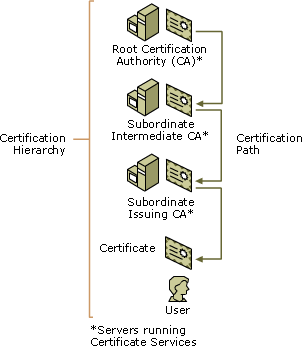 Root Certification
Authority (CA)*
Subordinate
Intermediate CA*
Certification
Hierarchy
Certification
Path
Subordinate
Issuing CA*
Certificate
User
*Servers running
Certificate Services